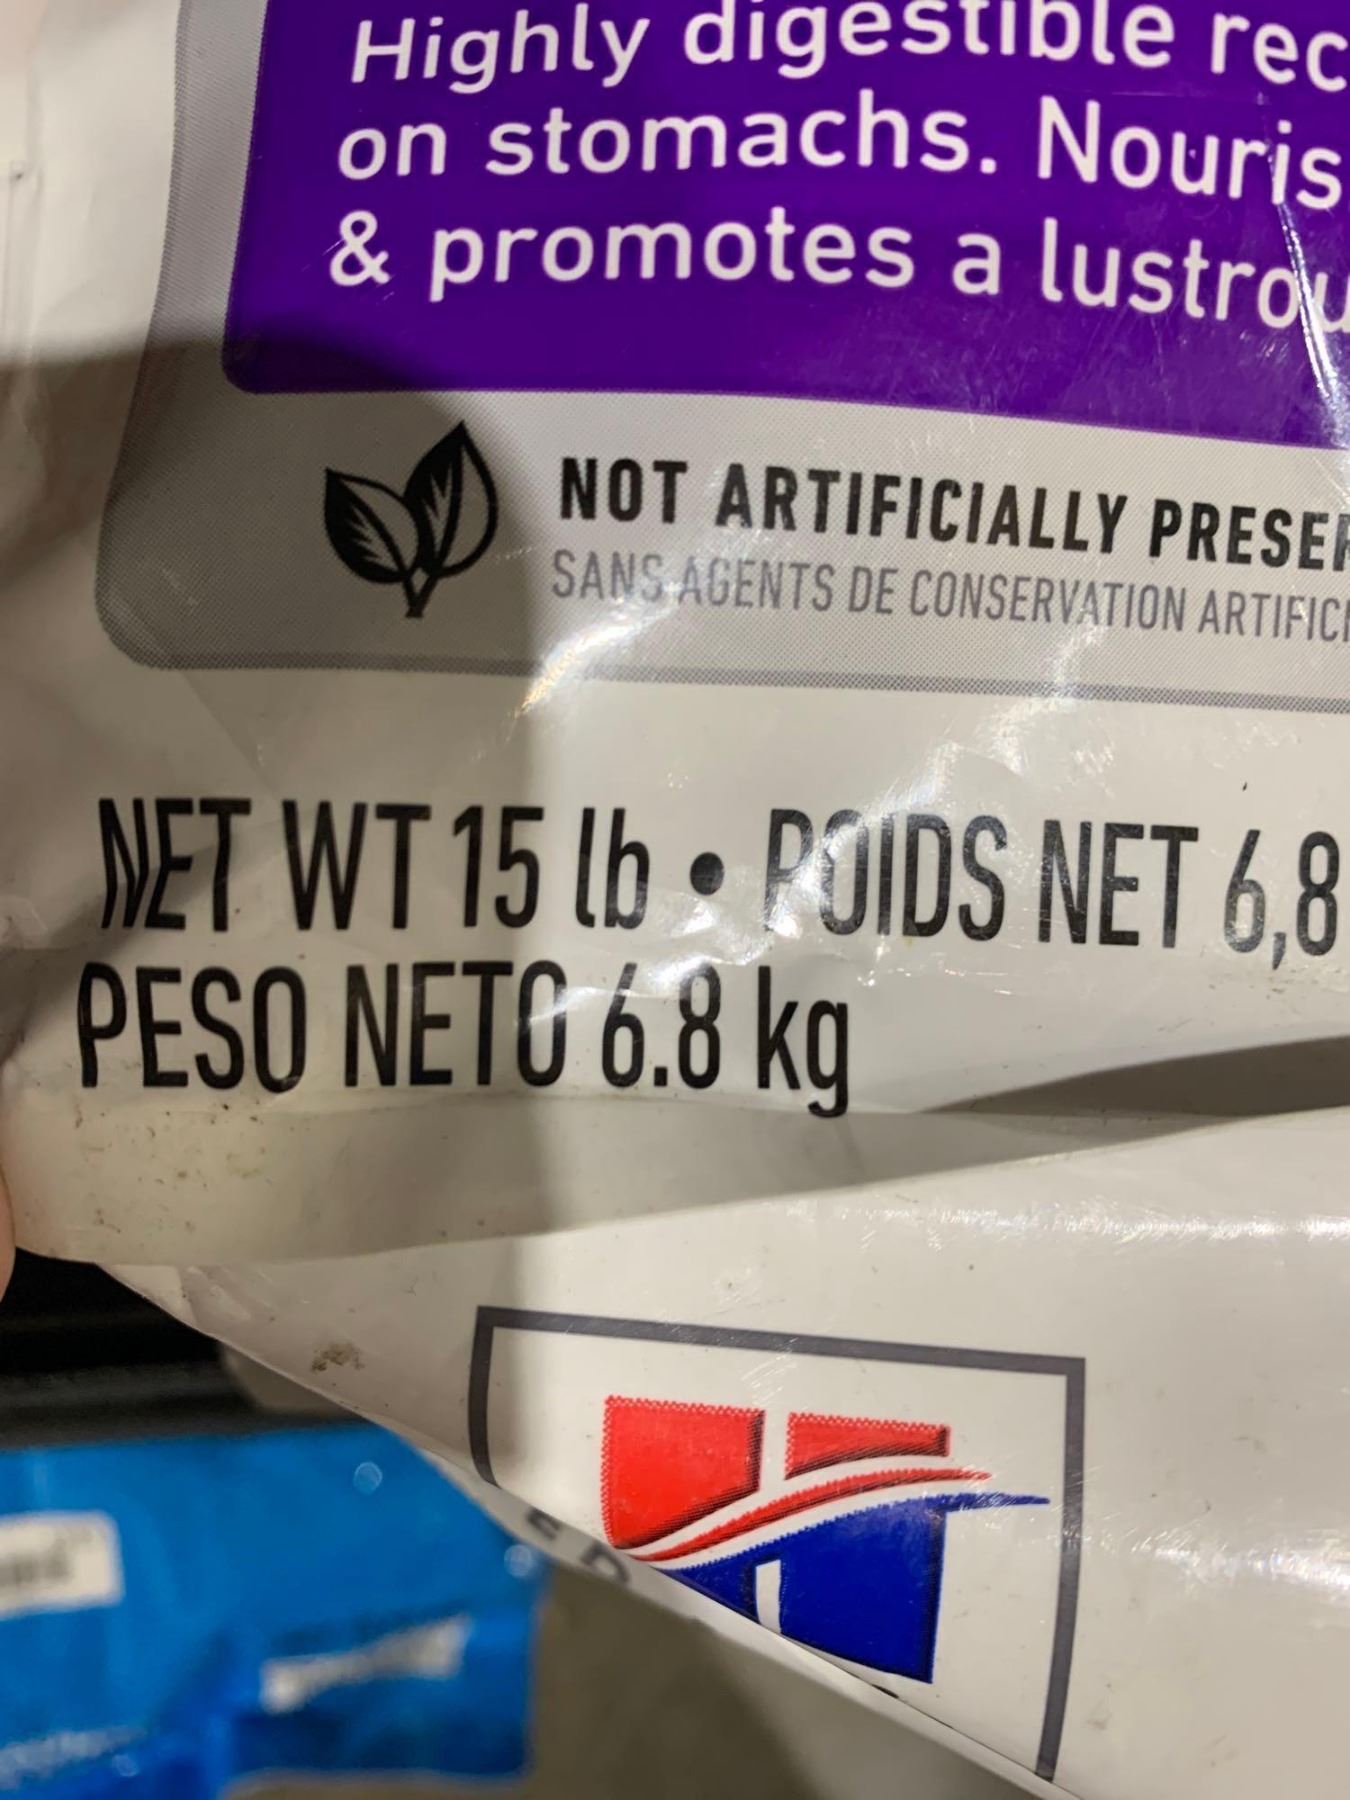 Highly digestible rec
on stomachs. Nouris
& promotes a lustrou
NOT ARTIFICIALLY PRESER
SANS AGENTS DE CONSERVATION ARTIFICI
NET WT 15 lb • POIDS NET 6,8
PESO NETO 6.8 kg